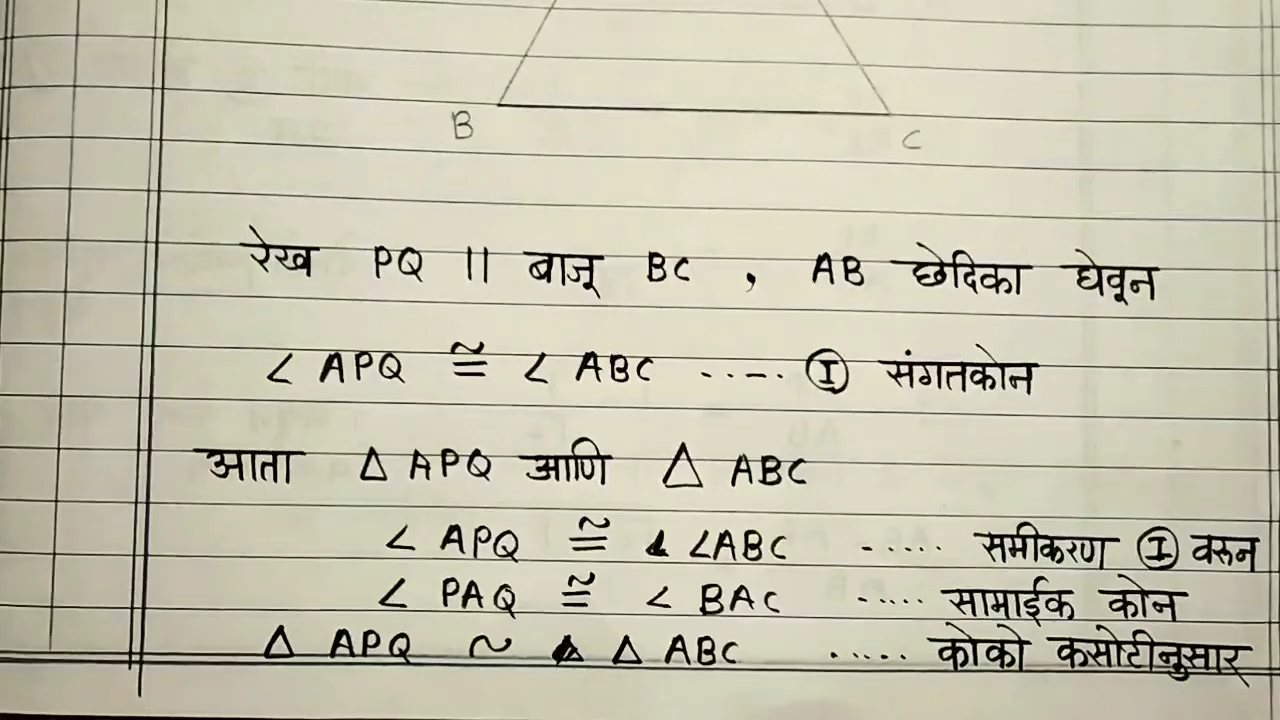 B
C
रेख PQ || बाजू BC , AB छेदिका घेवून
∠ APQ ≅ ∠ ABC ..... Ⓘ संगतकोन
आता △ APQ आणि △ ABC
∠ APQ ≅ ∠ABC ..... समीकरण Ⓘ वरून
∠ PAQ ≅ ∠ BAC ..... सामाईक कोन
△ APQ ~ △ ABC ..... कोको कसोटीनुसार